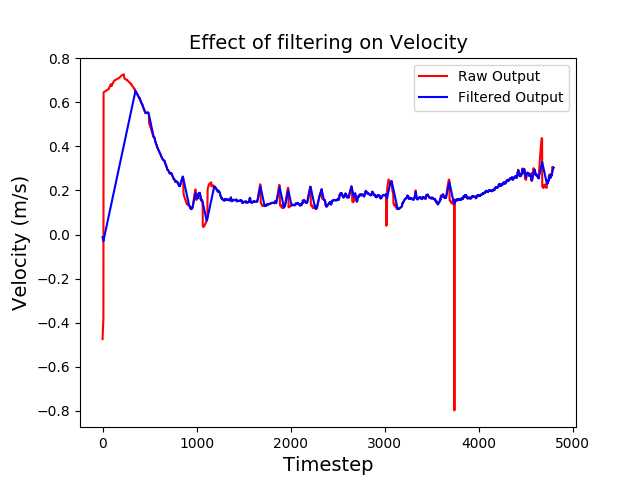 Effect of filtering on Velocity
Raw Output
Filtered Output
Velocity (m/s)
0.8
0.6
0.4
0.2
0.0
−0.2
−0.4
−0.6
−0.8
0 1000 2000 3000 4000 5000
Timestep